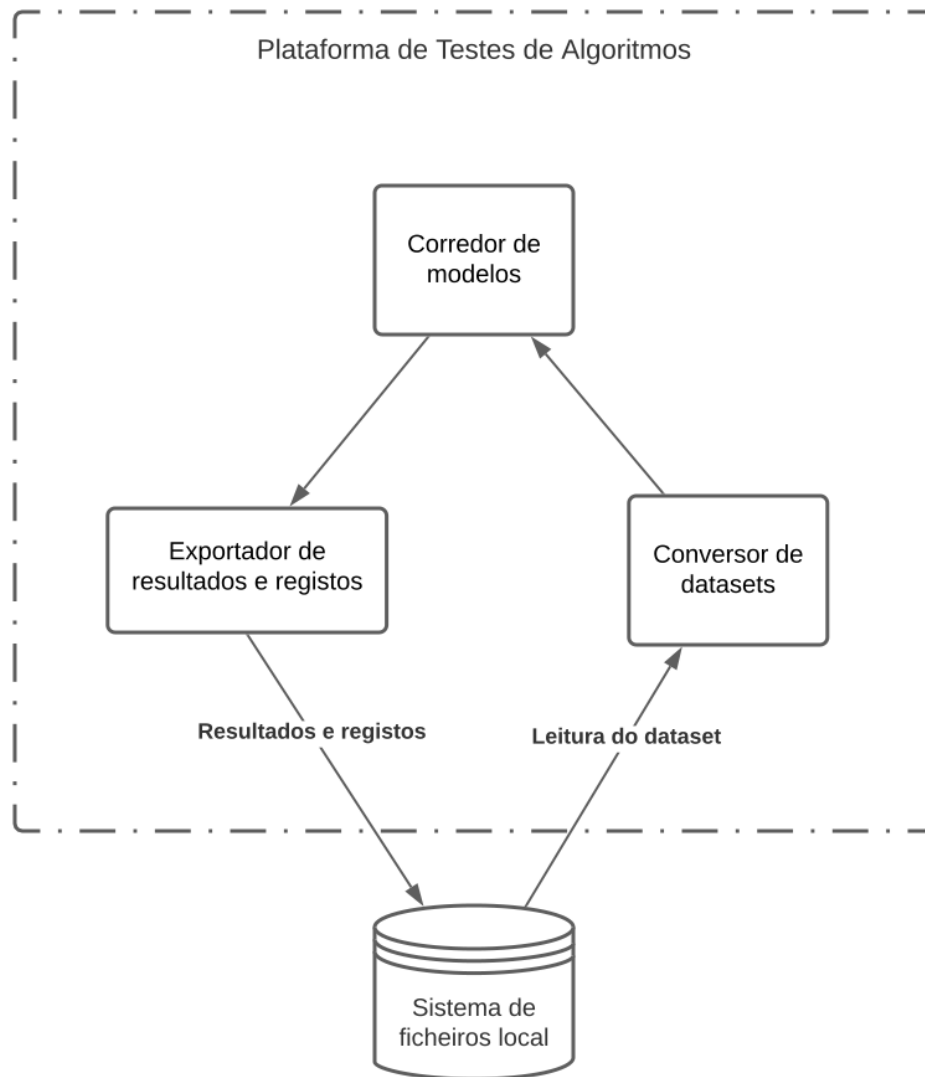 Plataforma de Testes de Algoritmos
Corredor de
modelos
Exportador de
resultados e registos
Conversor de
datasets
Resultados e registos
Leitura do dataset
Sistema de
ficheiros local